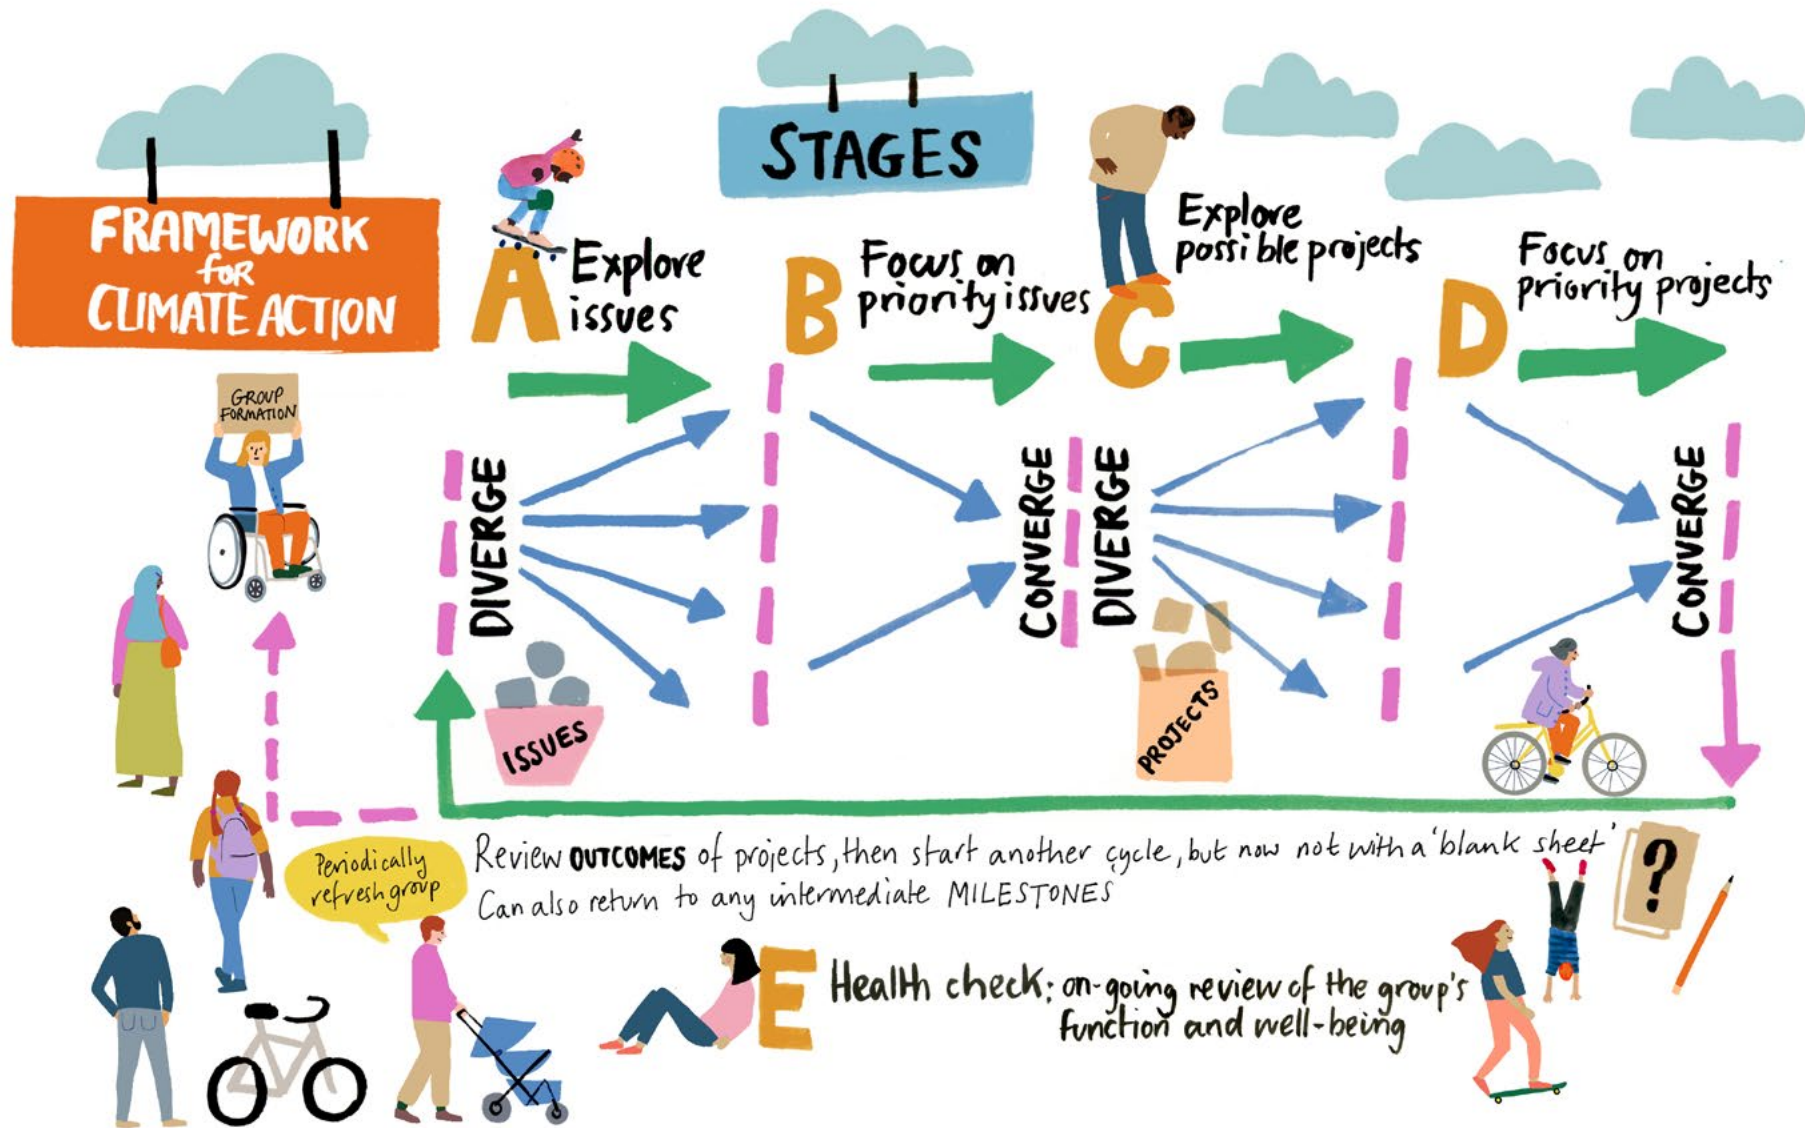 FRAMEWORK
for
CLIMATE ACTION
STAGES
A
Explore
issues
B
Focus on
priority issues
C
Explore
possible projects
D
Focus on
priority projects
GROUP
FORMATION
DIVERGE
CONVERGE
DIVERGE
CONVERGE
ISSUES
PROJECTS
Periodically
refresh group
Review OUTCOMES of projects, then start another cycle, but now not with a 'blank sheet'
Can also return to any intermediate MILESTONES
?
E
Health check: on-going review of the group's
function and well-being